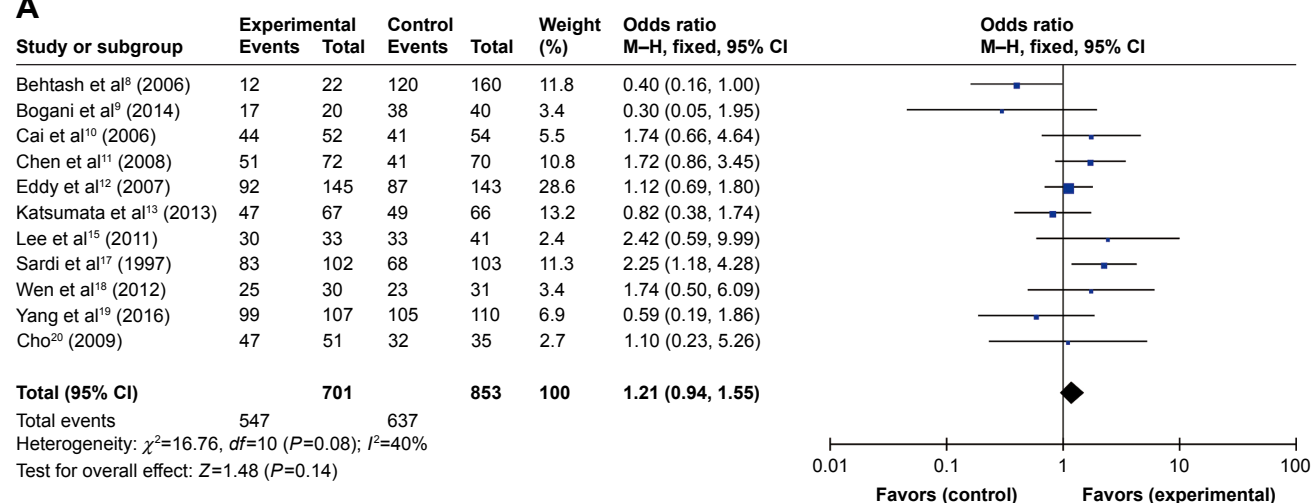 A
Experimental Control Weight Odds ratio Odds ratio
Study or subgroup Events Total Events Total (%) M–H, fixed, 95% CI M–H, fixed, 95% CI
Behtash et al⁸ (2006) 12 22 120 160 11.8 0.40 (0.16, 1.00)
Bogani et al⁹ (2014) 17 20 38 40 3.4 0.30 (0.05, 1.95)
Cai et al¹⁰ (2006) 44 52 41 54 5.5 1.74 (0.66, 4.64)
Chen et al¹¹ (2008) 51 72 41 70 10.8 1.72 (0.86, 3.45)
Eddy et al¹² (2007) 92 145 87 143 28.6 1.12 (0.69, 1.80)
Katsumata et al¹³ (2013) 47 67 49 66 13.2 0.82 (0.38, 1.74)
Lee et al¹⁵ (2011) 30 33 33 41 2.4 2.42 (0.59, 9.99)
Sardi et al¹⁷ (1997) 83 102 68 103 11.3 2.25 (1.18, 4.28)
Wen et al¹⁸ (2012) 25 30 23 31 3.4 1.74 (0.50, 6.09)
Yang et al¹⁹ (2016) 99 107 105 110 6.9 0.59 (0.19, 1.86)
Cho²⁰ (2009) 47 51 32 35 2.7 1.10 (0.23, 5.26)
Total (95% CI) 701 853 100 1.21 (0.94, 1.55)
Total events 547 637
Heterogeneity: χ²=16.76, df=10 (P=0.08); I²=40%
Test for overall effect: Z=1.48 (P=0.14)
0.01 0.1 1 10 100
Favors (control) Favors (experimental)